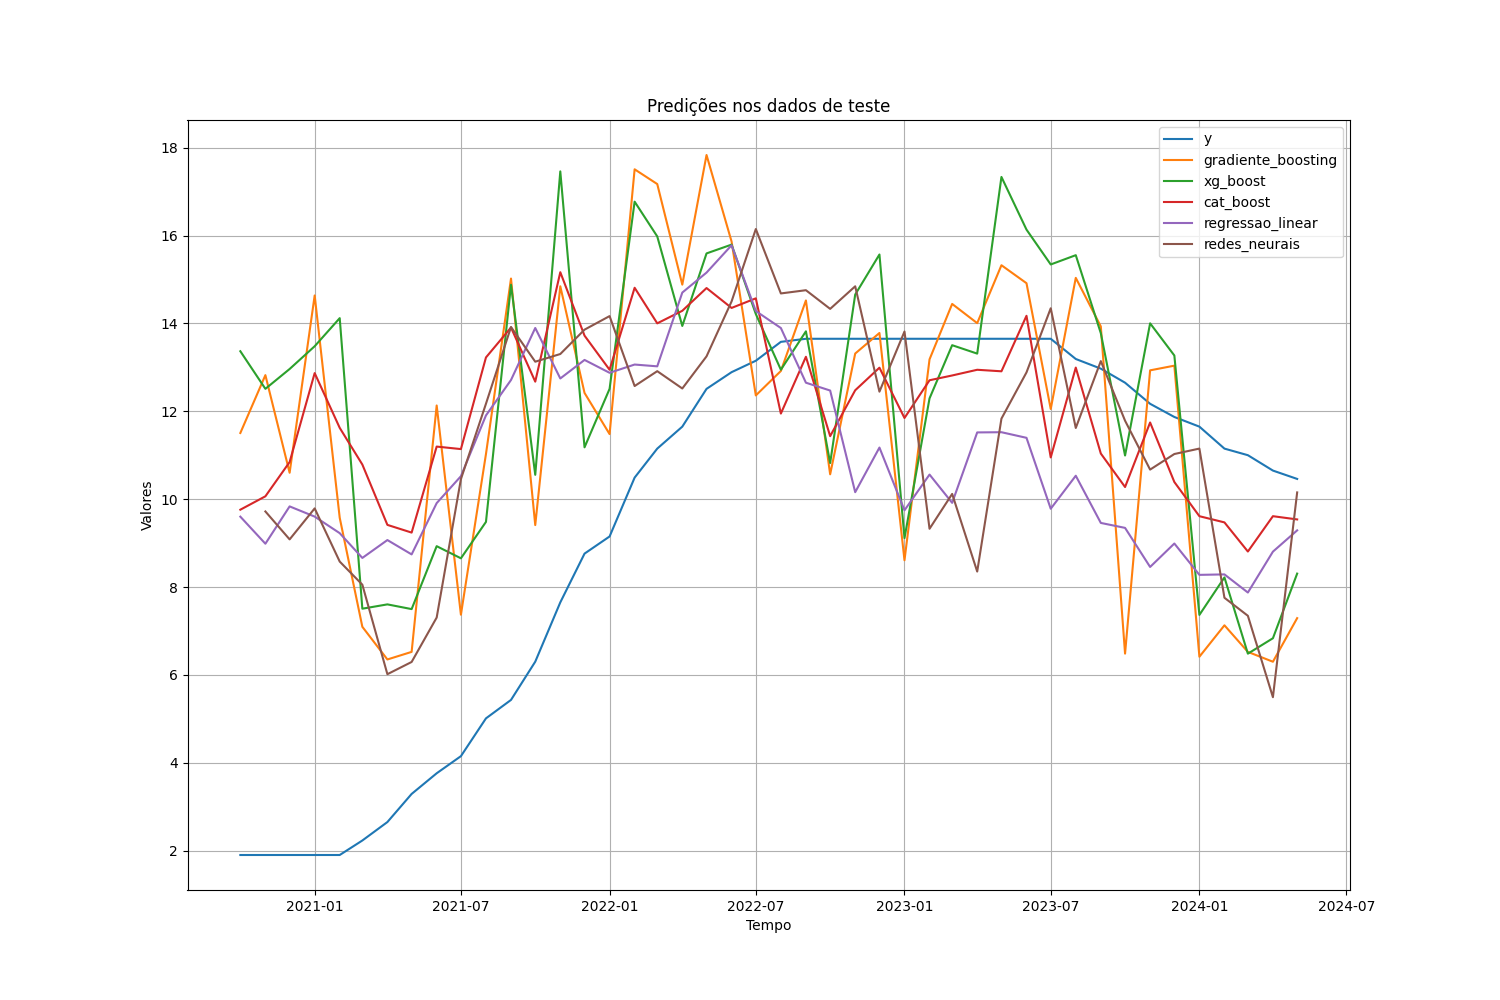 Predições nos dados de teste
y
gradiente_boosting
xg_boost
cat_boost
regressao_linear
redes_neurais
Valores
18
16
14
12
10
8
6
4
2
2021-01
2021-07
2022-01
2022-07
2023-01
2023-07
2024-01
2024-07
Tempo